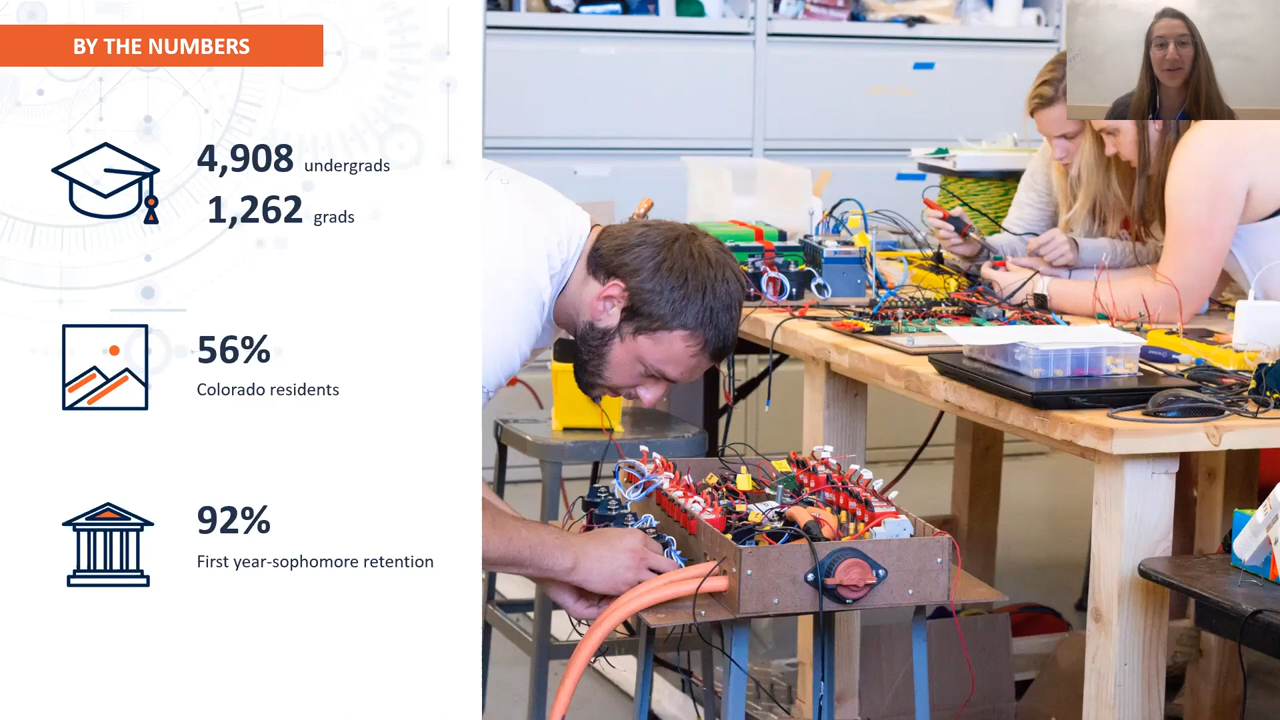 BY THE NUMBERS
4,908 undergrads
1,262 grads
56%
Colorado residents
92%
First year-sophomore retention